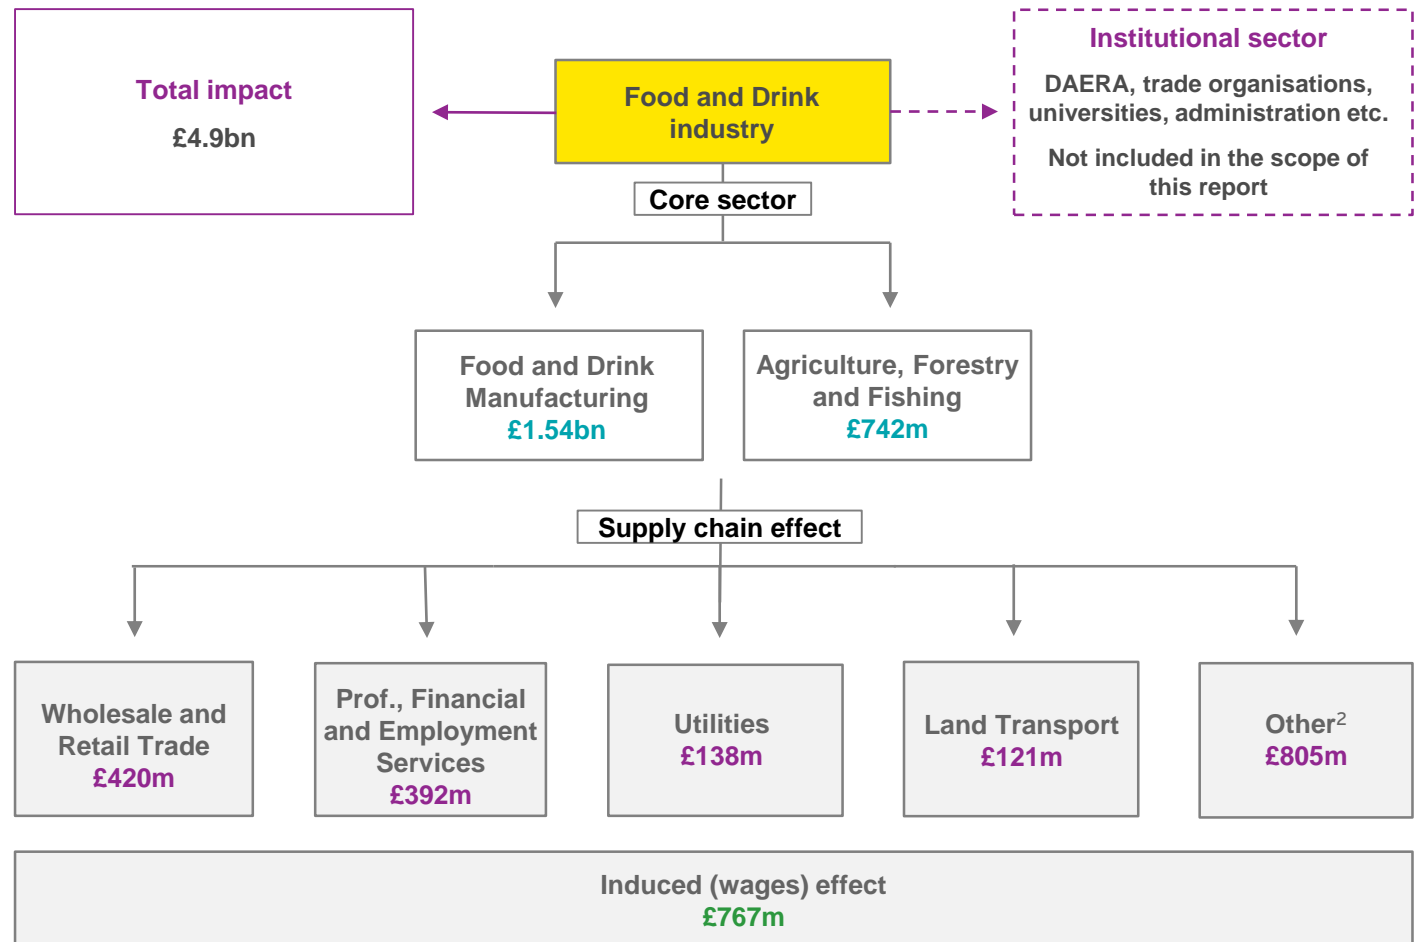 Total impact
£4.9bn
Food and Drink
industry
Institutional sector
DAERA, trade organisations,
universities, administration etc.
Not included in the scope of
this report
Core sector
Food and Drink
Manufacturing
£1.54bn
Agriculture, Forestry
and Fishing
£742m
Supply chain effect
Wholesale and
Retail Trade
£420m
Prof., Financial
and Employment
Services
£392m
Utilities
£138m
Land Transport
£121m
Other²
£805m
Induced (wages) effect
£767m